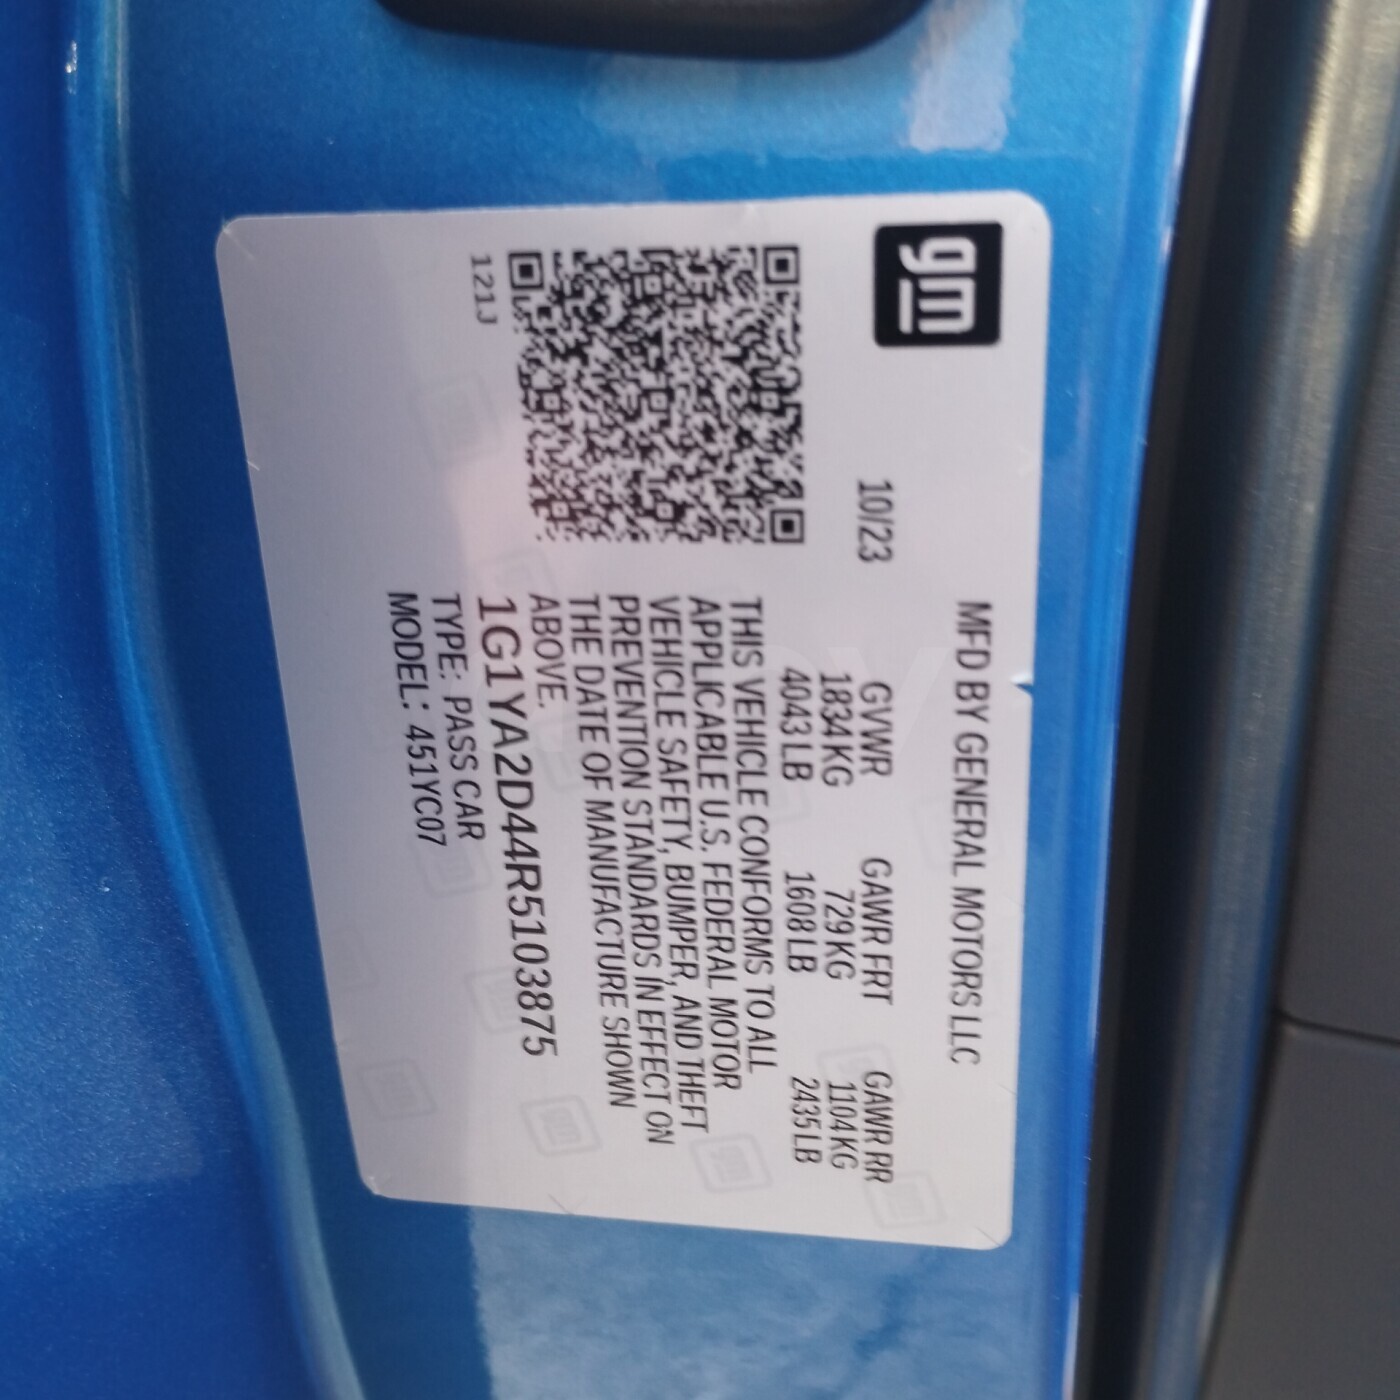 gm
MFD BY GENERAL MOTORS LLC
10/23
GVWR GAWR FRT GAWR RR
1834KG 729KG 1104KG
4043LB 1608LB 2435LB
THIS VEHICLE CONFORMS TO ALL
APPLICABLE U.S. FEDERAL MOTOR
VEHICLE SAFETY, BUMPER, AND THEFT
PREVENTION STANDARDS IN EFFECT ON
THE DATE OF MANUFACTURE SHOWN
ABOVE.
1G1YA2D44R5103875
TYPE: PASS CAR
MODEL: 451YC07
121J